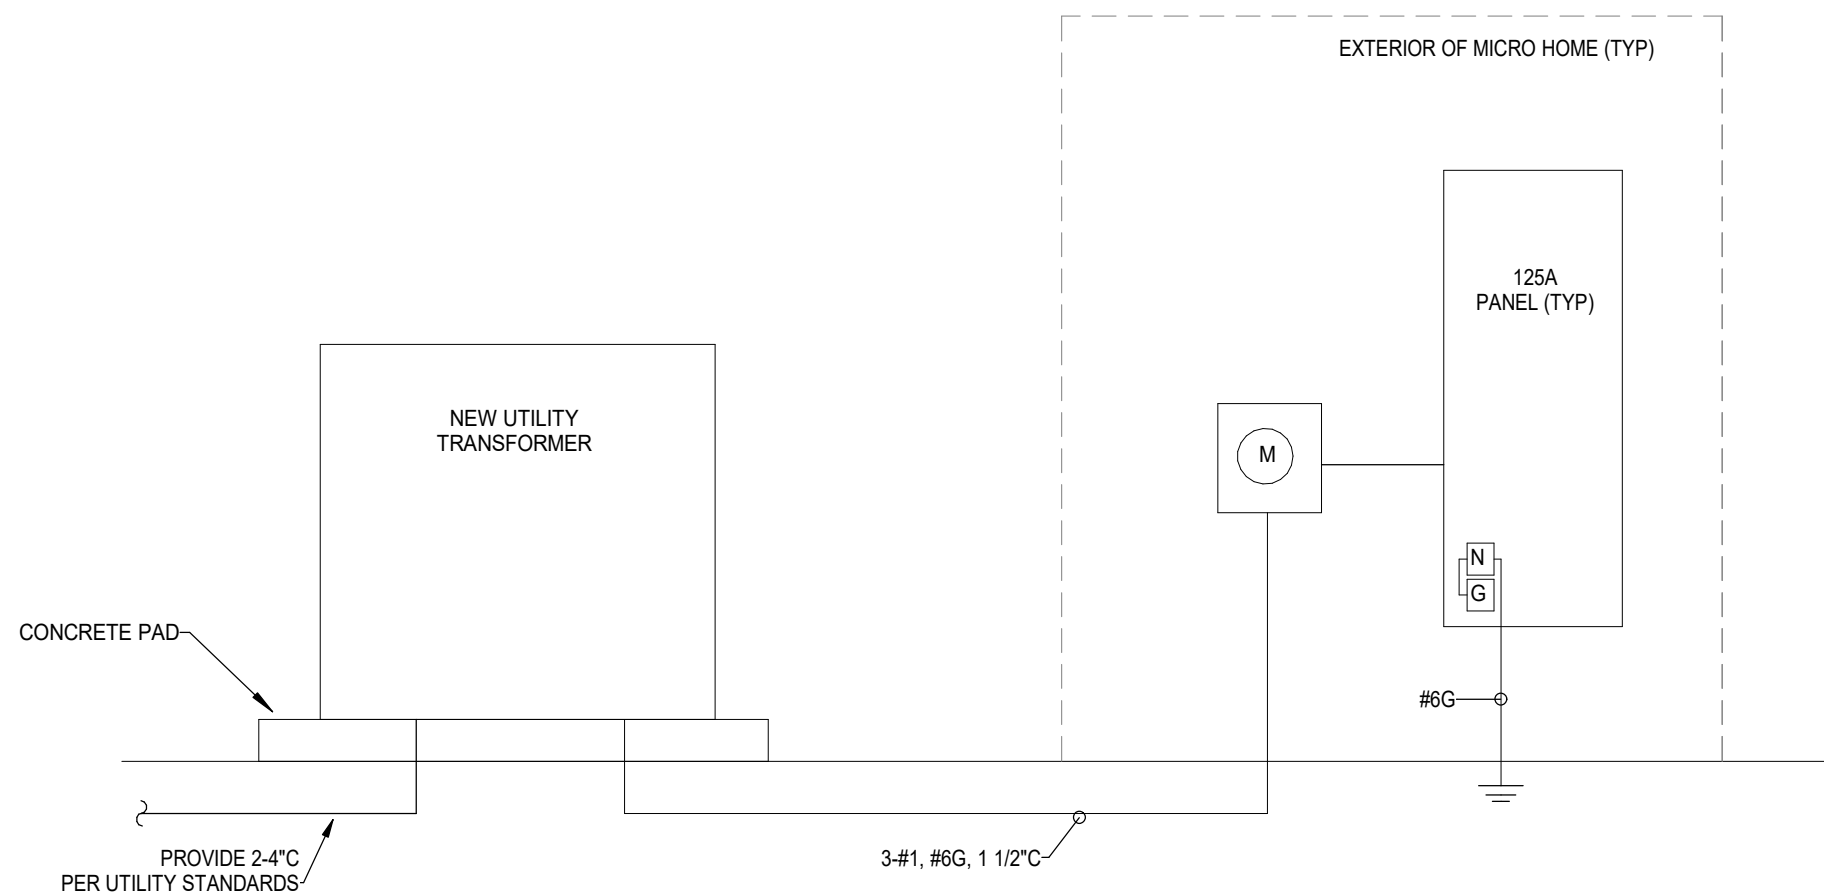 EXTERIOR OF MICRO HOME (TYP)
125A
PANEL (TYP)
NEW UTILITY
TRANSFORMER
M
N
G
CONCRETE PAD
#6G
PROVIDE 2-4"C
PER UTILITY STANDARDS
3-#1, #6G, 1 1/2"C